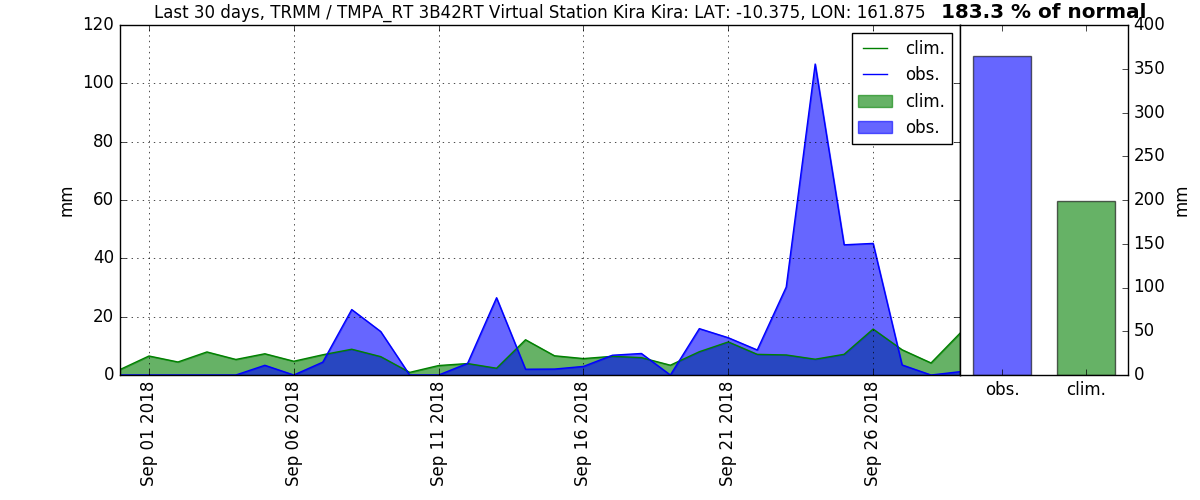 Last 30 days, TRMM / TMPA_RT 3B42RT Virtual Station Kira Kira: LAT: -10.375, LON: 161.875
183.3 % of normal
120
100
80
60
40
20
0
mm
clim.
obs.
clim.
obs.
Sep 01 2018
Sep 06 2018
Sep 11 2018
Sep 16 2018
Sep 21 2018
Sep 26 2018
400
350
300
250
200
150
100
50
0
mm
obs.
clim.